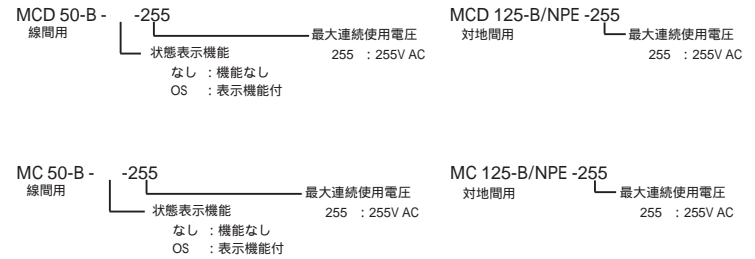 MCD 50-B - -255
線間用
最大連続使用電圧
255 : 255V AC
状態表示機能
なし : 機能なし
OS : 表示機能付
MCD 125-B/NPE -255
対地間用
最大連続使用電圧
255 : 255V AC
MC 50-B - -255
線間用
最大連続使用電圧
255 : 255V AC
状態表示機能
なし : 機能なし
OS : 表示機能付
MC 125-B/NPE -255
対地間用
最大連続使用電圧
255 : 255V AC